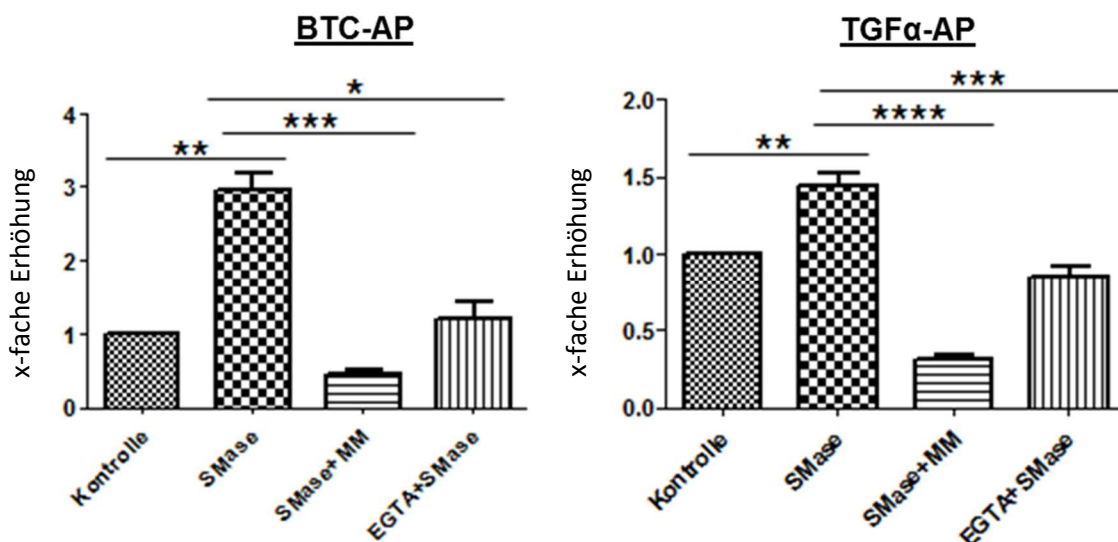 BTC-AP
*
***
**
4
3
2
1
0
x-fache Erhöhung
Kontrolle
SMase
SMase+MM
EGTA+SMase
TGFα-AP
***
****
**
2.0
1.5
1.0
0.5
0.0
x-fache Erhöhung
Kontrolle
SMase
SMase+MM
EGTA+SMase